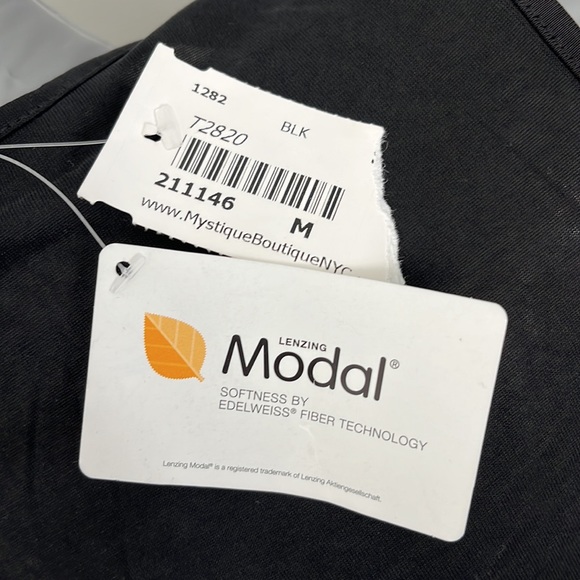 1282
T2820
BLK
211146
M
www.MystiqueBoutiqueNYC
LENZING
Modal®
SOFTNESS BY
EDELWEISS® FIBER TECHNOLOGY
Lenzing Modal® is a registered trademark of Lenzing Aktiengesellschaft.